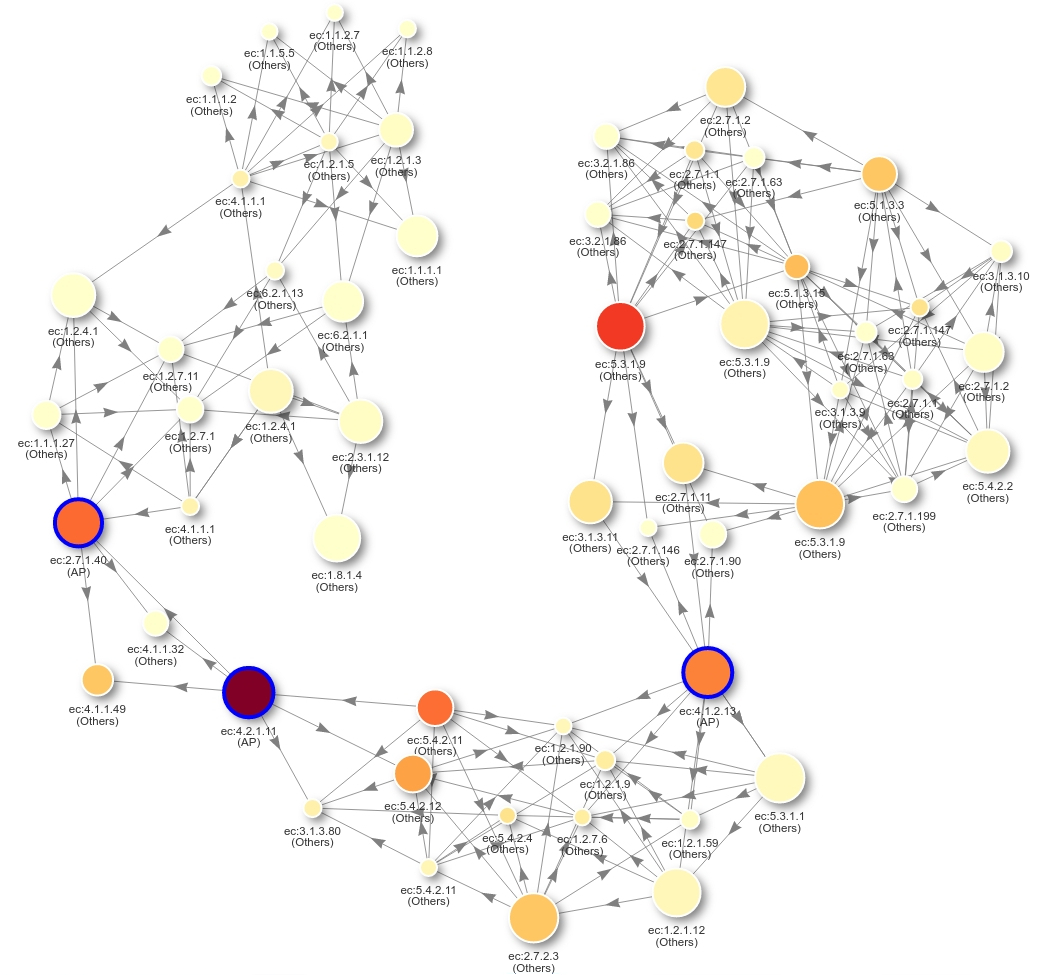 ec:1.1.2.7
(Others)
ec:1.1.5.5
(Others)
ec:1.1.2.8
(Others)
ec:1.1.1.2
(Others)
ec:1.2.1.5
(Others)
ec:1.2.1.3
(Others)
ec:4.1.1.1
(Others)
ec:1.1.1.1
(Others)
ec:6.2.1.13
(Others)
ec:1.2.4.1
(Others)
ec:6.2.1.1
(Others)
ec:1.2.7.11
(Others)
ec:1.2.4.1
(Others)
ec:1.1.1.27
(Others)
ec:1.2.7.1
(Others)
ec:2.3.1.12
(Others)
ec:4.1.1.1
(Others)
ec:2.7.1.40
(AP)
ec:1.8.1.4
(Others)
ec:4.1.1.32
(Others)
ec:4.1.1.49
(Others)
ec:4.2.1.11
(AP)
ec:2.7.1.2
(Others)
ec:3.2.1.86
(Others)
ec:2.7.1.1
(Others)
ec:2.7.1.63
(Others)
ec:5.1.3.3
(Others)
ec:3.2.1.86
(Others)
ec:2.7.1.147
(Others)
ec:3.1.3.10
(Others)
ec:5.1.3.15
(Others)
ec:2.7.1.147
(Others)
ec:5.3.1.9
(Others)
ec:5.3.1.9
(Others)
ec:2.7.1.63
(Others)
ec:2.7.1.2
(Others)
ec:3.1.3.9
(Others)
ec:2.7.1.1
(Others)
ec:5.4.2.2
(Others)
ec:2.7.1.11
(Others)
ec:2.7.1.199
(Others)
ec:3.1.3.11
(Others)
ec:2.7.1.146
(Others)
ec:2.7.1.90
(Others)
ec:5.3.1.9
(Others)
ec:4.1.2.13
(AP)
ec:5.4.2.11
(Others)
ec:1.2.1.90
(Others)
ec:1.2.1.9
(Others)
ec:5.3.1.1
(Others)
ec:5.4.2.12
(Others)
ec:3.1.3.80
(Others)
ec:5.4.2.4
(Others)
ec:1.2.7.6
(Others)
ec:1.2.1.59
(Others)
ec:5.4.2.11
(Others)
ec:1.2.1.12
(Others)
ec:2.7.2.3
(Others)